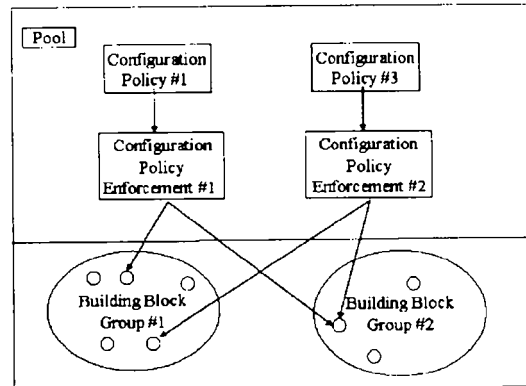 Pool
Configuration
Policy #1
Configuration
Policy #3
Configuration
Policy
Enforcement #1
Configuration
Policy
Enforcement #2
Building Block
Group #1
Building Block
Group #2